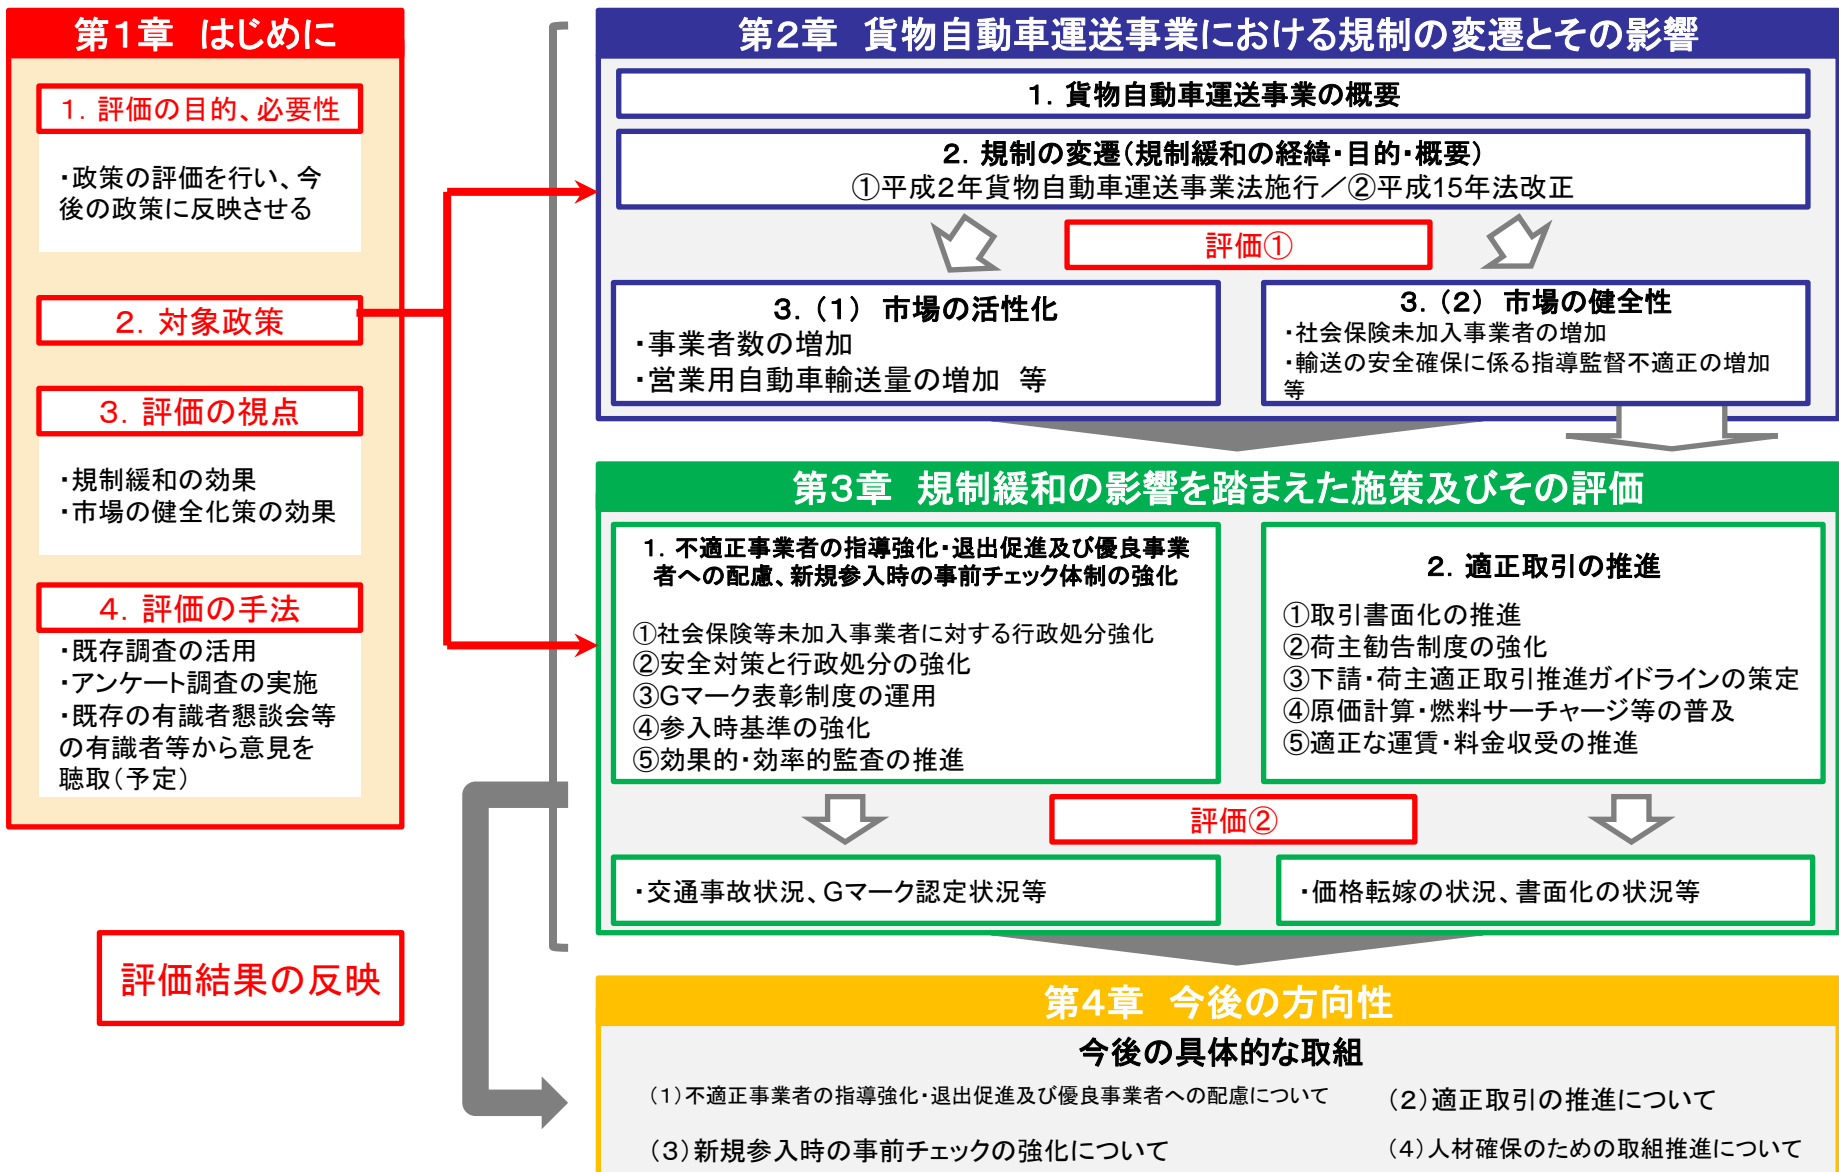 第1章 はじめに
1．評価の目的、必要性
・政策の評価を行い、今
後の政策に反映させる
2．対象政策
3．評価の視点
・規制緩和の効果
・市場の健全化策の効果
4．評価の手法
・既存調査の活用
・アンケート調査の実施
・既存の有識者懇談会等
の有識者等から意見を
聴取（予定）
評価結果の反映
第2章 貨物自動車運送事業における規制の変遷とその影響
1．貨物自動車運送事業の概要
2．規制の変遷（規制緩和の経緯・目的・概要）
①平成2年貨物自動車運送事業法施行／②平成15年法改正
評価①
3．（1） 市場の活性化
・事業者数の増加
・営業用自動車輸送量の増加 等
3．（2） 市場の健全性
・社会保険未加入事業者の増加
・輸送の安全確保に係る指導監督不適正の増加
等
第3章 規制緩和の影響を踏まえた施策及びその評価
1．不適正事業者の指導強化・退出促進及び優良事業
者への配慮、新規参入時の事前チェック体制の強化
①社会保険等未加入事業者に対する行政処分強化
②安全対策と行政処分の強化
③Gマーク表彰制度の運用
④参入時基準の強化
⑤効果的・効率的監査の推進
2．適正取引の推進
①取引書面化の推進
②荷主勧告制度の強化
③下請・荷主適正取引推進ガイドラインの策定
④原価計算・燃料サーチャージ等の普及
⑤適正な運賃・料金収受の推進
評価②
・交通事故状況、Gマーク認定状況等
・価格転嫁の状況、書面化の状況等
第4章 今後の方向性
今後の具体的な取組
（1）不適正事業者の指導強化・退出促進及び優良事業者への配慮について
（2）適正取引の推進について
（3）新規参入時の事前チェックの強化について
（4）人材確保のための取組推進について